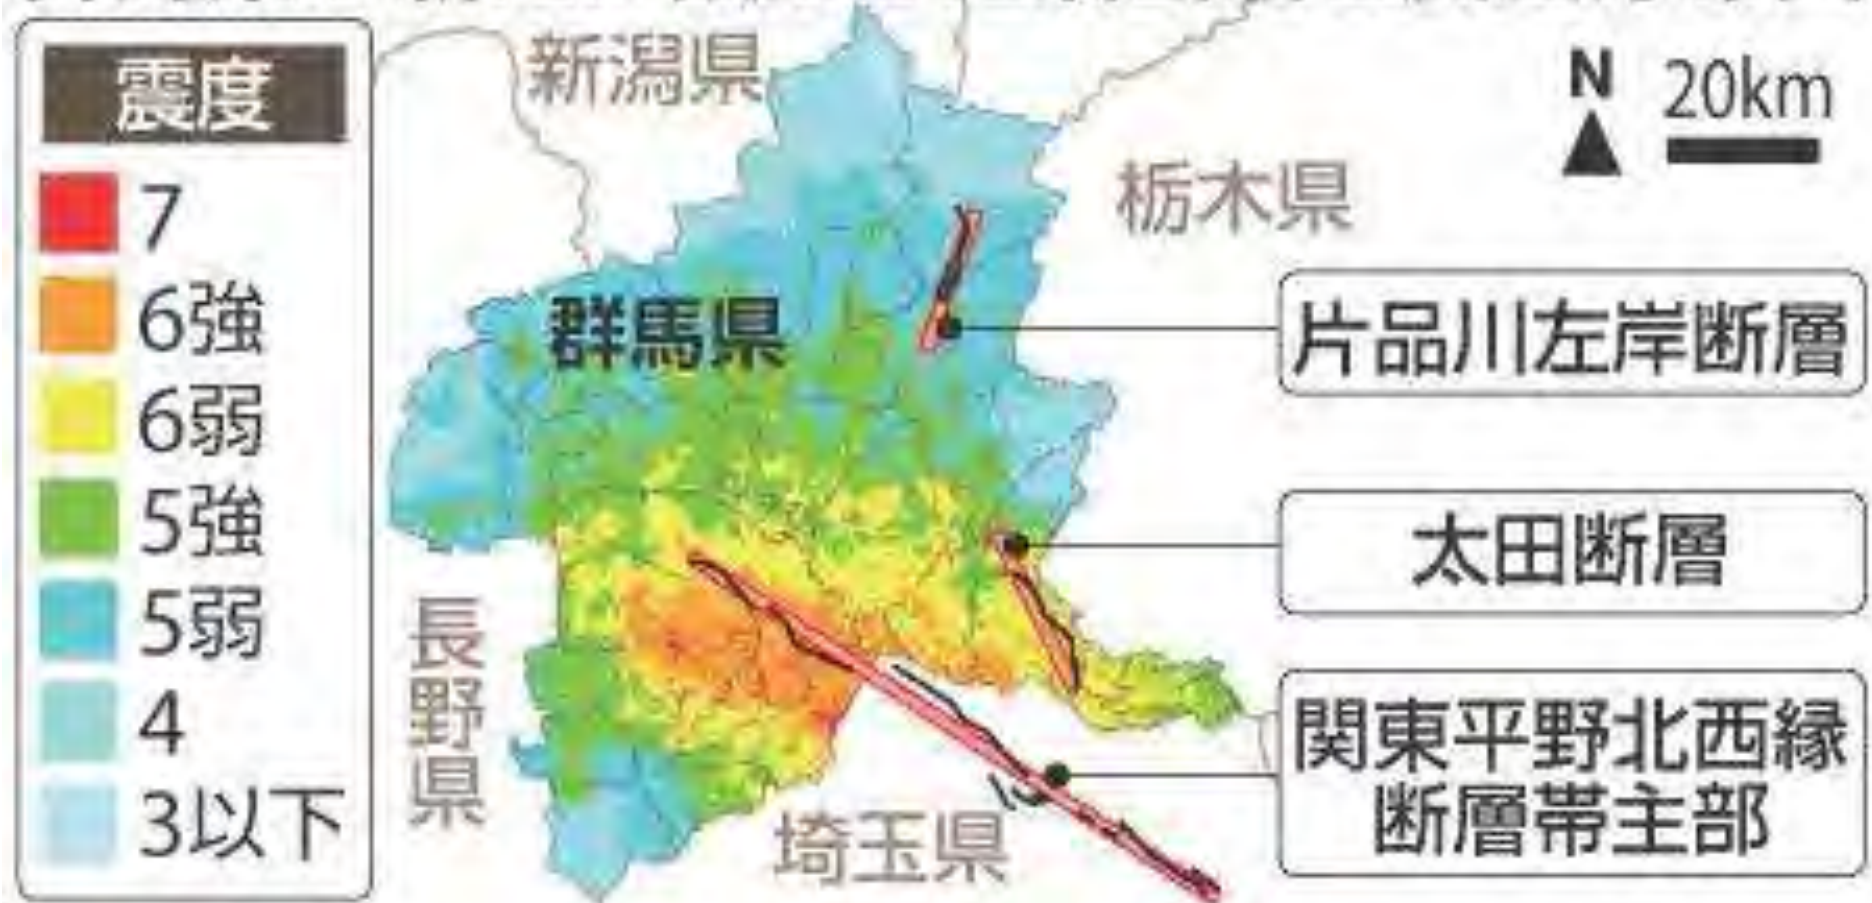 震度
7
6強
6弱
5強
5弱
4
3以下
新潟県
群馬県
栃木県
長野県
埼玉県
N
20km
片品川左岸断層
太田断層
関東平野北西縁
断層帯主部